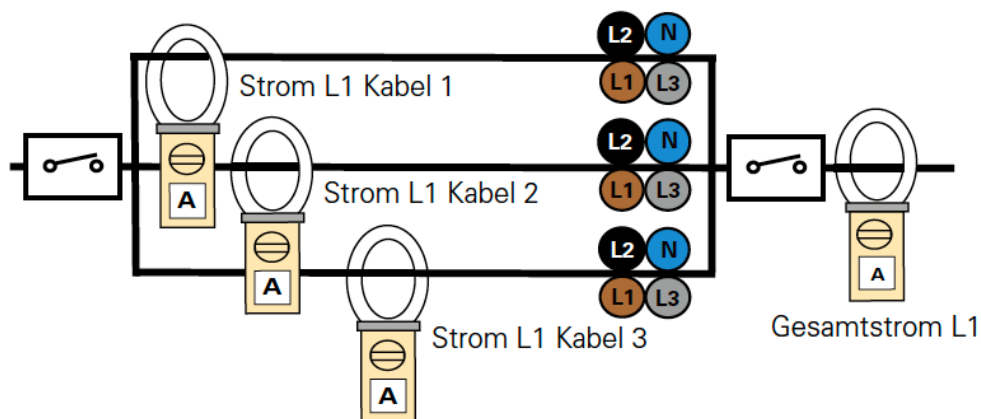 L2 N
Strom L1 Kabel 1
L1 L3
L2 N
A
Strom L1 Kabel 2
L1 L3
A
L2 N
A
L1 L3
Gesamtstrom L1
Strom L1 Kabel 3
A